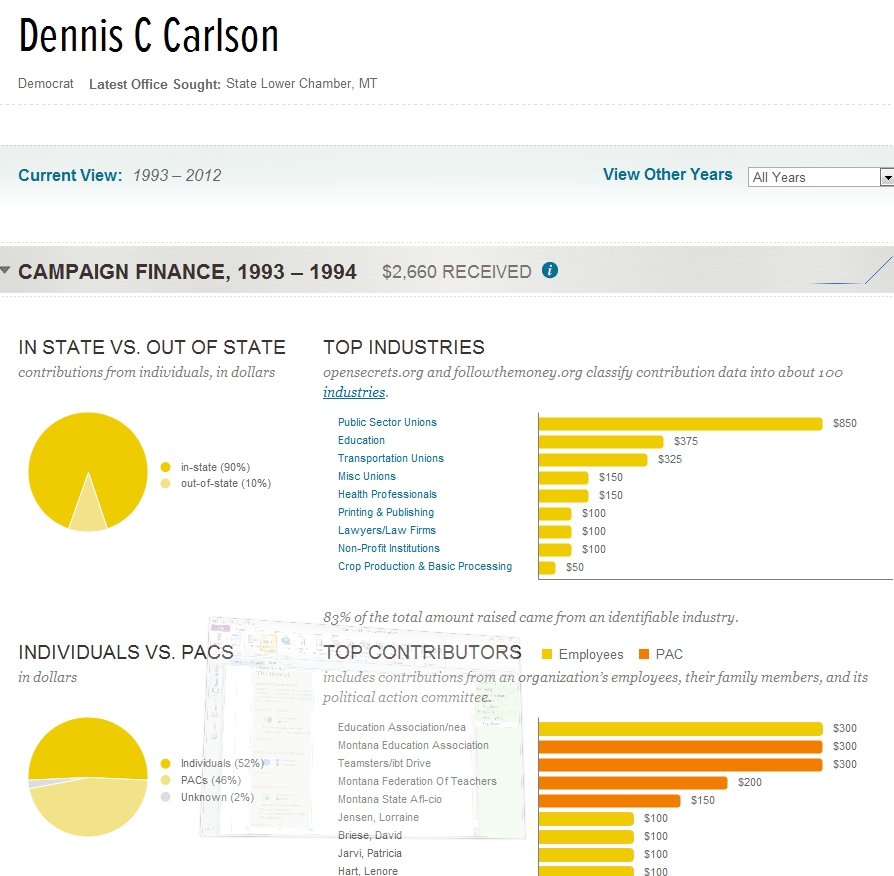 Dennis C Carlson
Democrat Latest Office Sought: State Lower Chamber, MT
Current View: 1993 – 2012
View Other Years All Years
CAMPAIGN FINANCE, 1993 – 1994 $2,660 RECEIVED i
IN STATE VS. OUT OF STATE
contributions from individuals, in dollars
in-state (90%)
out-of-state (10%)
TOP INDUSTRIES
opensecrets.org and followthemoney.org classify contribution data into about 100
industries.
Public Sector Unions $850
Education $375
Transportation Unions $325
Misc Unions $150
Health Professionals $150
Printing & Publishing $100
Lawyers/Law Firms $100
Non-Profit Institutions $100
Crop Production & Basic Processing $50
83% of the total amount raised came from an identifiable industry.
INDIVIDUALS VS. PACS
in dollars
Individuals (52%)
PACs (46%)
Unknown (2%)
TOP CONTRIBUTORS Employees PAC
includes contributions from an organization's employees, their family members, and its
political action committee.
Education Association/nea $300
Montana Education Association $300
Teamsters/ibt Drive $300
Montana Federation Of Teachers $200
Montana State Afl-cio $150
Jensen, Lorraine $100
Briese, David $100
Jarvi, Patricia $100
Hart, Lenore $100